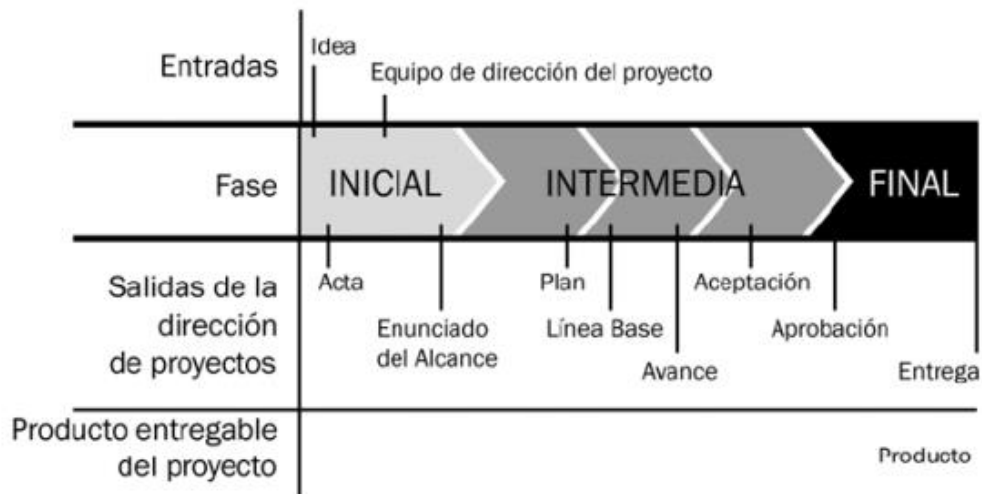 Entradas
Idea
Equipo de dirección del proyecto
Fase
INICIAL
INTERMEDIA
FINAL
Salidas de la
dirección
de proyectos
Acta
Enunciado
del Alcance
Plan
Línea Base
Avance
Aceptación
Aprobación
Entrega
Producto entregable
del proyecto
Producto